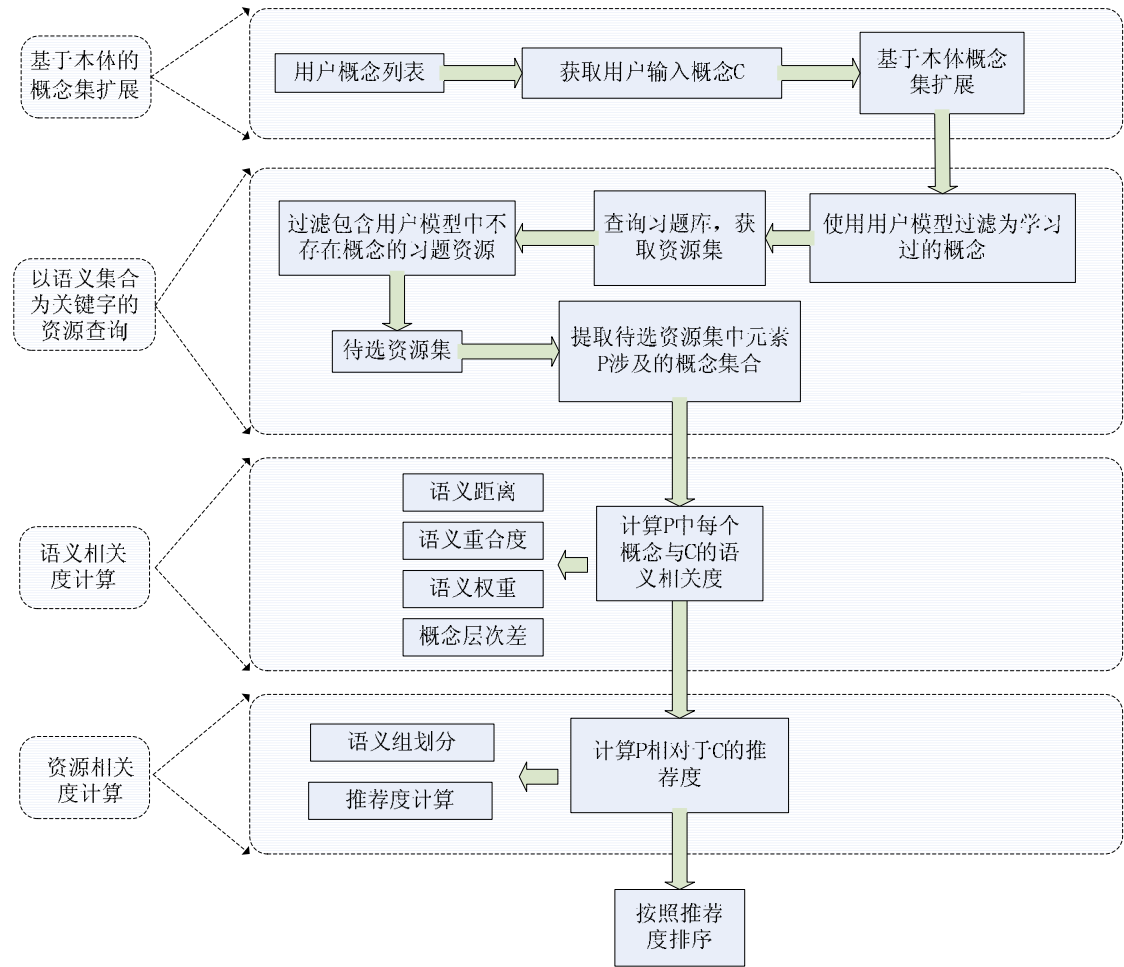 基于本体的
概念集扩展
用户概念列表
获取用户输入概念C
基于本体概念
集扩展
以语义集合
为关键字的
资源查询
过滤包含用户模型中不
存在概念的习题资源
查询习题库，获
取资源集
使用用户模型过滤为学习
过的概念
待选资源集
提取待选资源集中元素
P涉及的概念集合
语义相关
度计算
语义距离
语义重合度
语义权重
概念层次差
计算P中每个
概念与C的语
义相关度
资源相关
度计算
语义组划分
推荐度计算
计算P相对于C的推
荐度
按照推荐
度排序